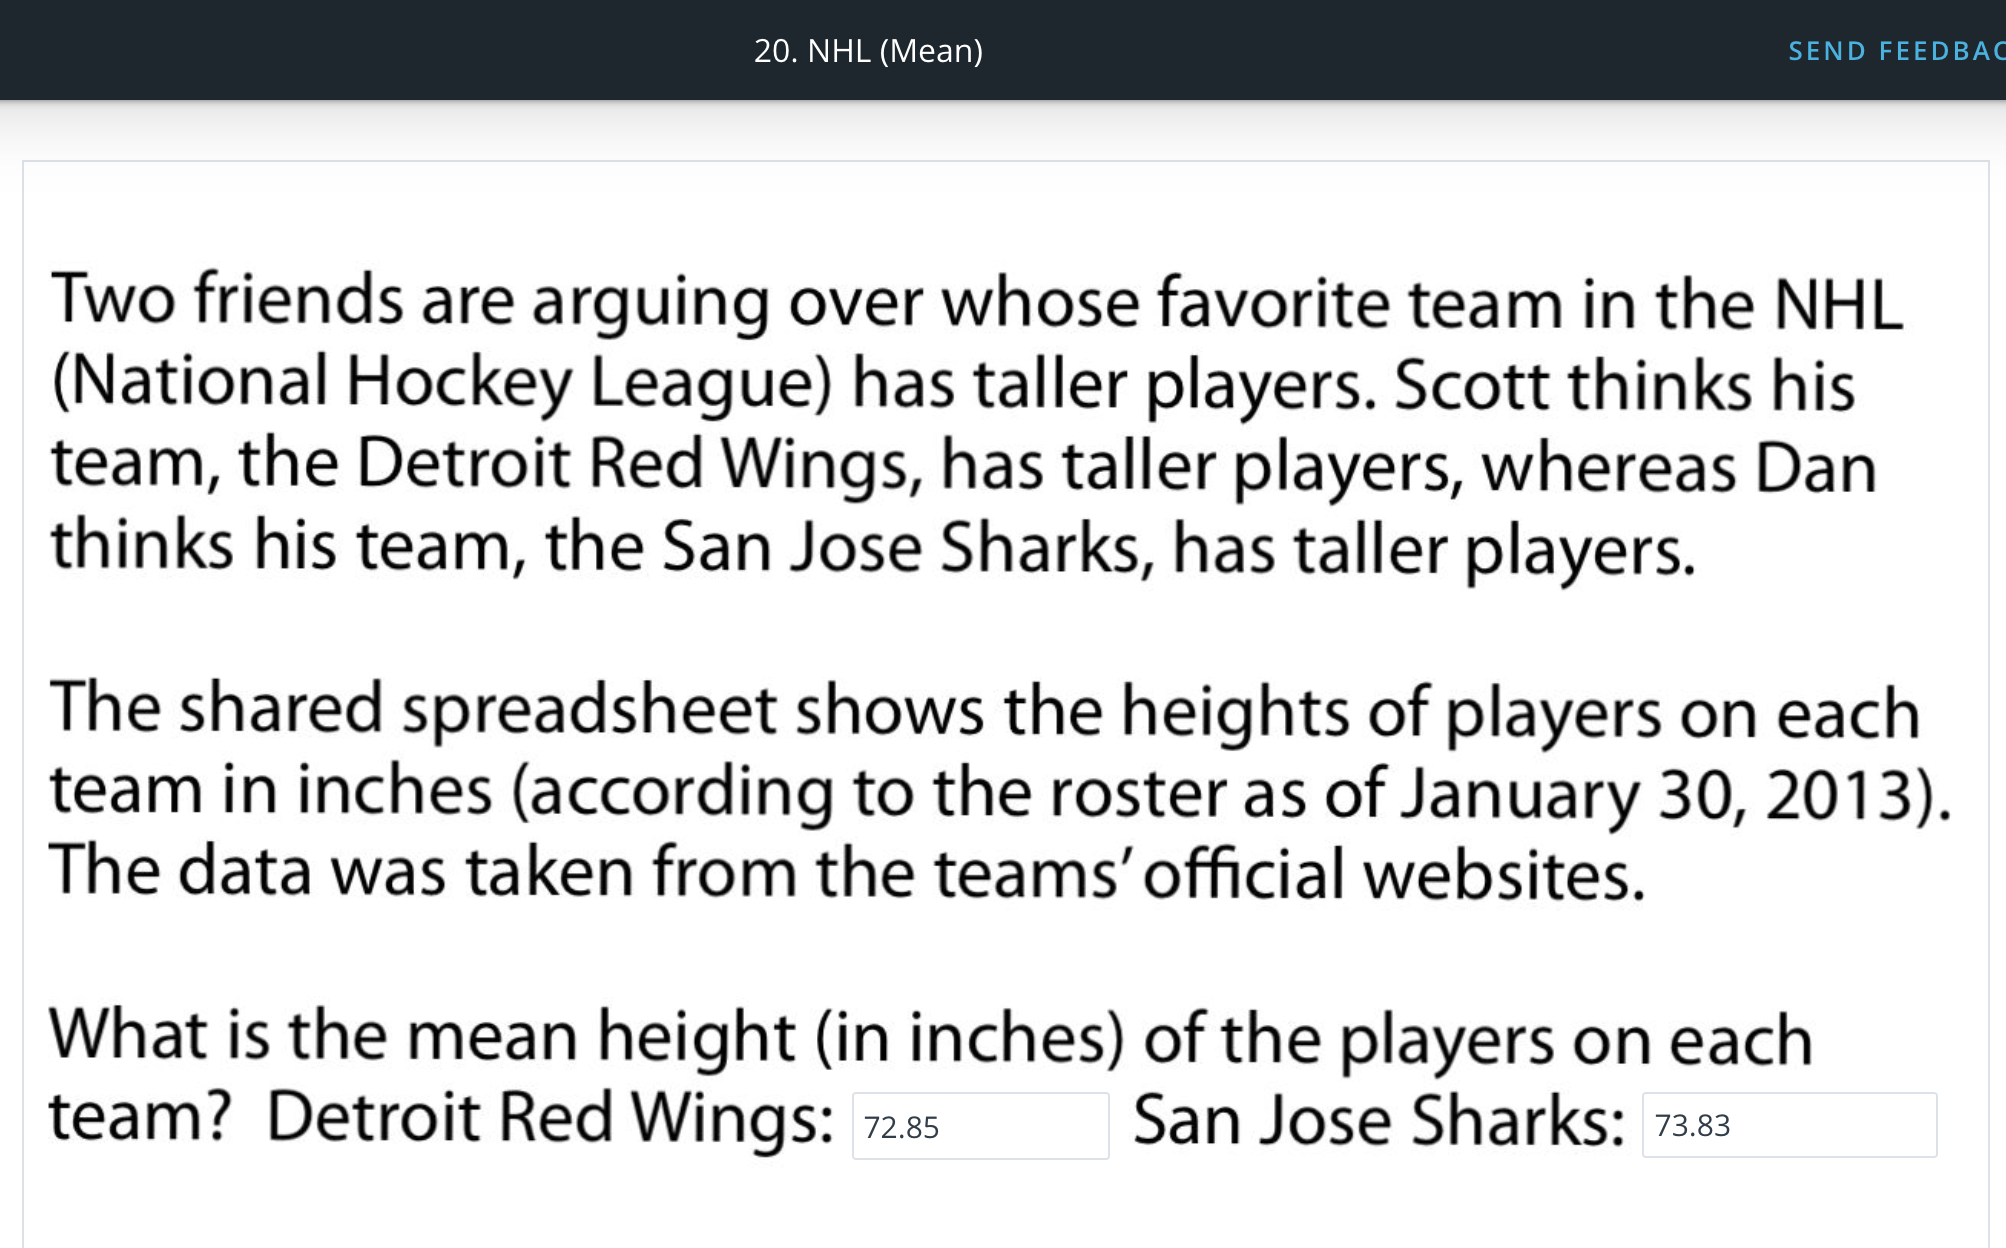 20. NHL (Mean)
SEND FEEDBAC
Two friends are arguing over whose favorite team in the NHL
(National Hockey League) has taller players. Scott thinks his
team, the Detroit Red Wings, has taller players, whereas Dan
thinks his team, the San Jose Sharks, has taller players.
The shared spreadsheet shows the heights of players on each
team in inches (according to the roster as of January 30, 2013).
The data was taken from the teams’ official websites.
What is the mean height (in inches) of the players on each
team? Detroit Red Wings: 72.85 San Jose Sharks: 73.83